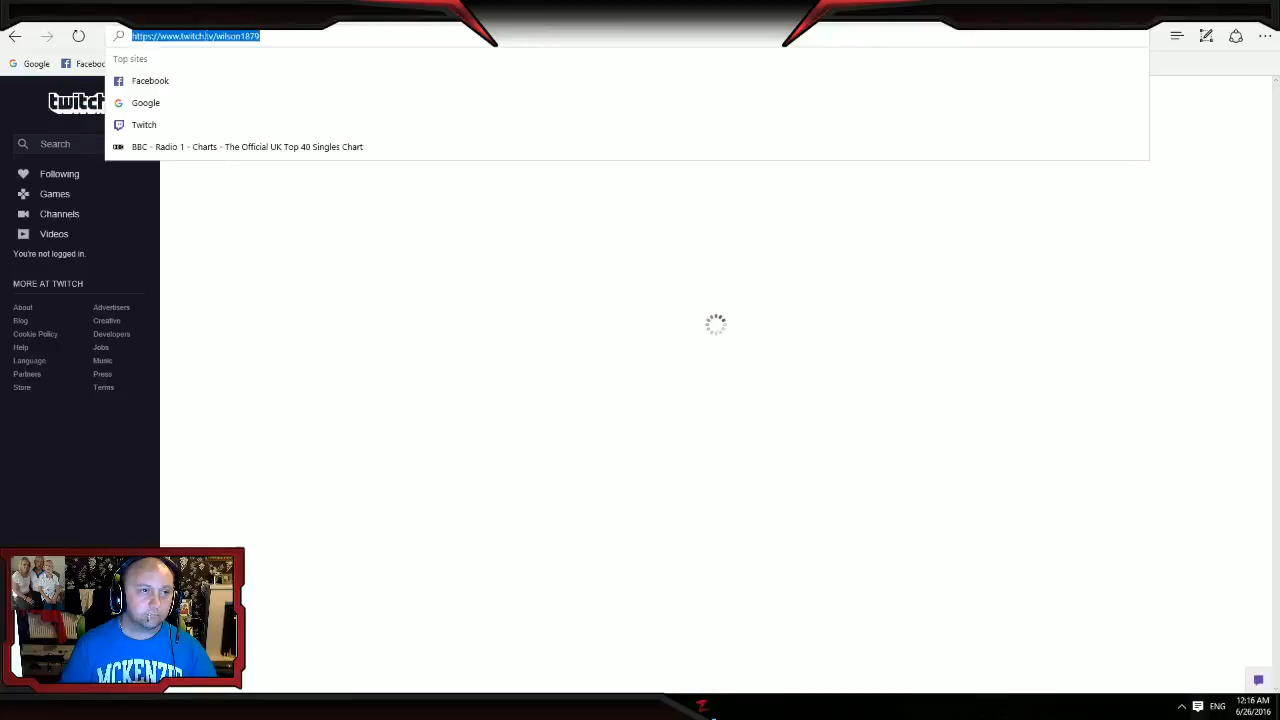 https://www.twitch.tv/wilson1879
Google
Faceboo
Top sites
Facebook
Google
Twitch
BBC - Radio 1 - Charts - The Official UK Top 40 Singles Chart
twitch
Search
Following
Games
Channels
Videos
You're not logged in.
MORE AT TWITCH
About Advertisers
Blog Creative
Cookie Policy Developers
Help Jobs
Language Music
Partners Press
Store Terms
MCKENZIE
ENG
12:16 AM
6/26/2016